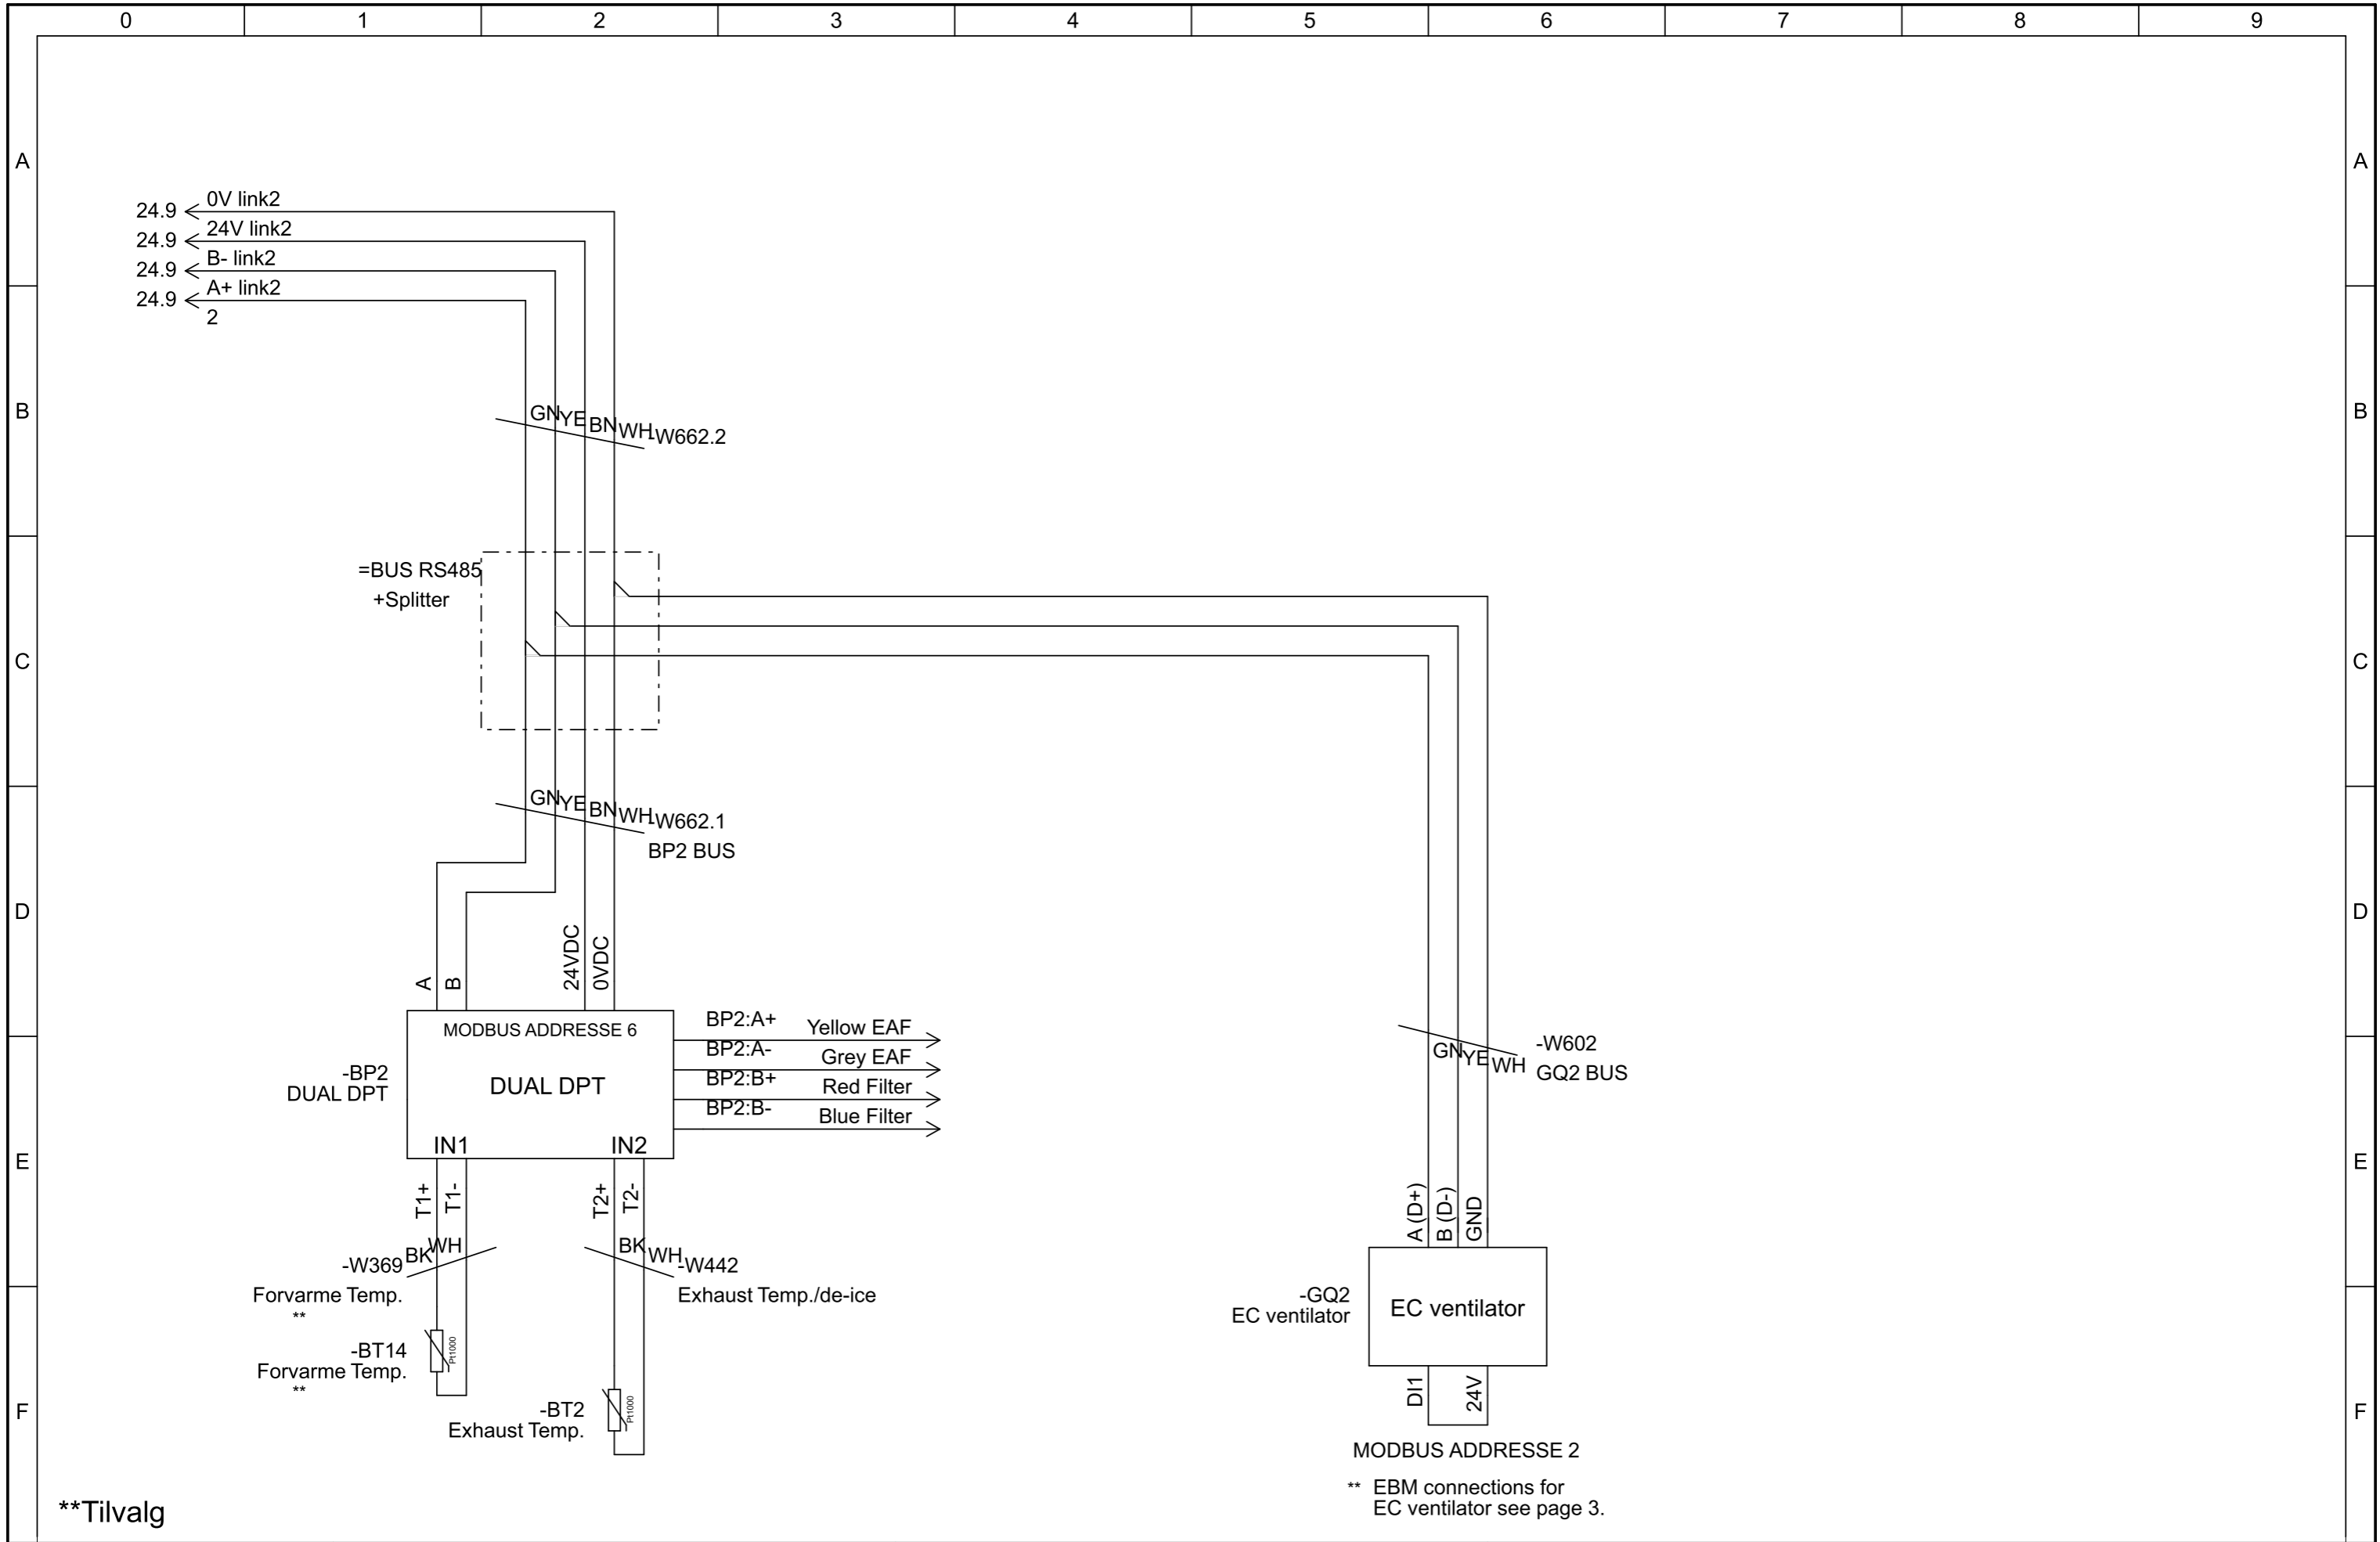 0 1 2 3 4 5 6 7 8 9
A A
24.9 0V link2
24.9 24V link2
24.9 B- link2
24.9 A+ link2
2
B B
GN YE BN WH -W662.2
=BUS RS485
+Splitter
C C
GN YE BN WH -W662.1
BP2 BUS
D D
A B 24VDC 0VDC
MODBUS ADDRESSE 6
-BP2
DUAL DPT
DUAL DPT
IN1 IN2
BP2:A+ Yellow EAF
BP2:A- Grey EAF
BP2:B+ Red Filter
BP2:B- Blue Filter
GN YE WH
-W602
GQ2 BUS
E E
T1+ T1- T2+ T2-
-W369 BK WH
Forvarme Temp.
**
BK WH -W442
Exhaust Temp./de-ice
-BT14
Forvarme Temp.
**
Pt1000
-BT2
Exhaust Temp.
Pt1000
A (D+) B (D-) GND
-GQ2
EC ventilator
EC ventilator
DI1 24V
F F
MODBUS ADDRESSE 2
** EBM connections for
EC ventilator see page 3.
**Tilvalg